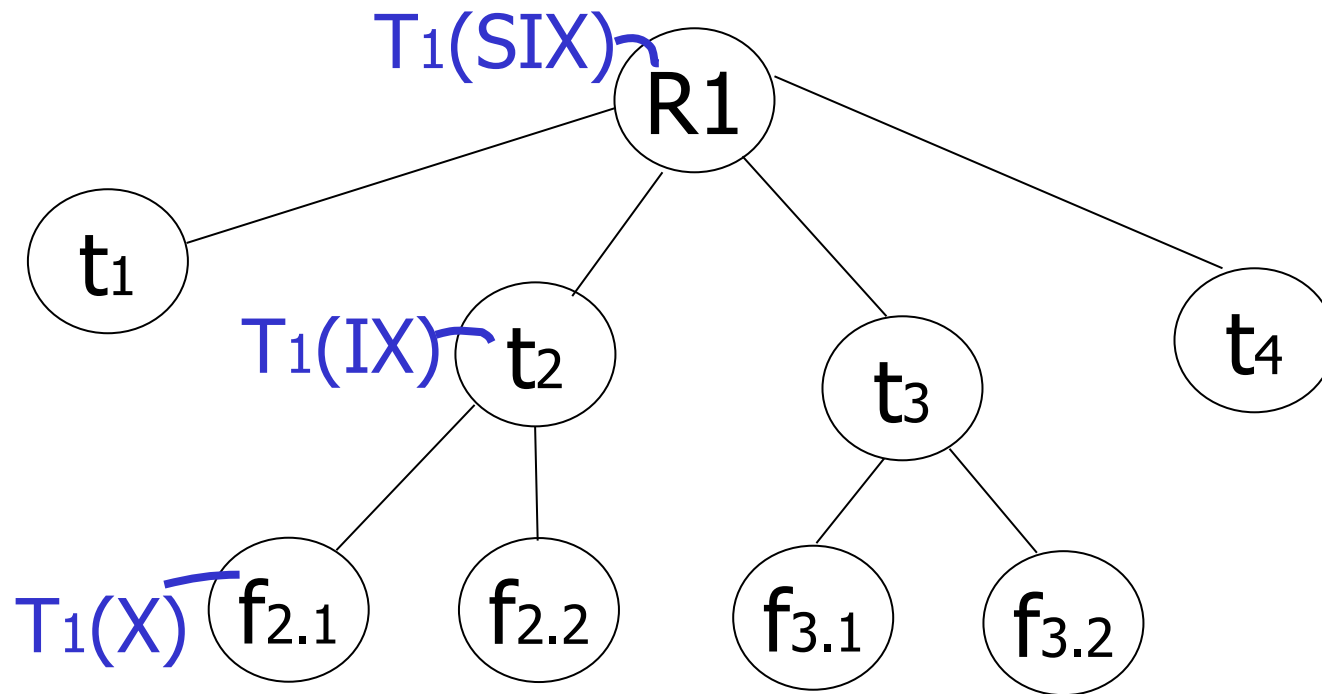 T1(SIX)
R1
t1
T1(IX)
t2
t3
t4
T1(X)
f2.1
f2.2
f3.1
f3.2